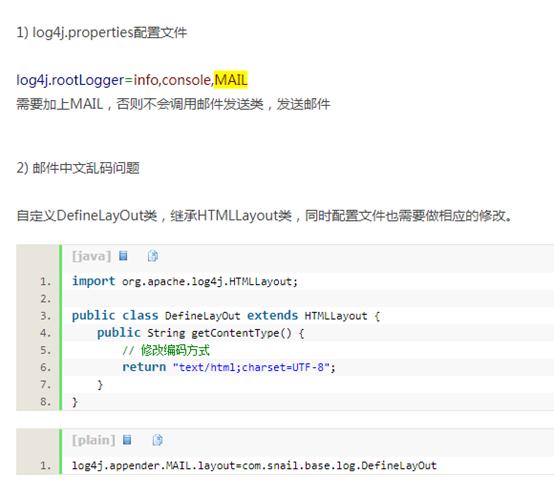 1) log4j.properties配置文件
log4j.rootLogger=info,console,MAIL
需要加上MAIL，否则不会调用邮件发送类，发送邮件
2) 邮件中文乱码问题
自定义DefineLayOut类，继承HTMLLayout类，同时配置文件也需要做相应的修改。
[java]
1. import org.apache.log4j.HTMLLayout;
2.
3. public class DefineLayOut extends HTMLLayout {
4.     public String getContentType() {
5.         // 修改编码方式
6.         return "text/html;charset=UTF-8";
7.     }
8. }
[plain]
1. log4j.appender.MAIL.layout=com.snail.base.log.DefineLayOut